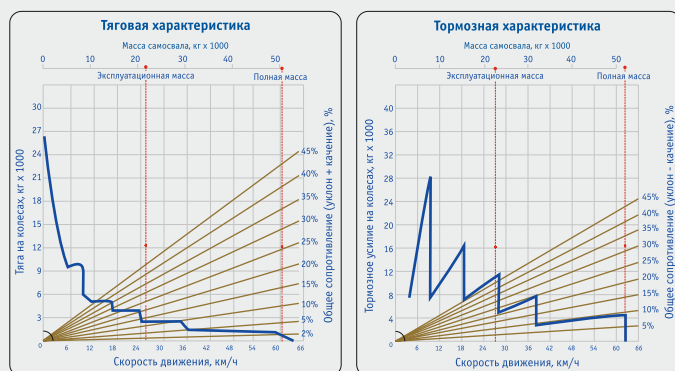 Тяговая характеристика
Масса самосвала, кг х 1000
0 10 20 30 40 50
Эксплуатационная масса
Полная масса
Тяга на колесах, кг х 1000
30
27
24
21
18
15
12
9
6
3
0
45%
40%
35%
30%
25%
20%
15%
10%
5%
2%
Общее сопротивление (уклон + качение), %
0 6 12 18 24 30 36 42 48 54 60 66
Скорость движения, км/ч
Тормозная характеристика
Масса самосвала, кг х 1000
0 10 20 30 40 50
Эксплуатационная масса
Полная масса
Тормозное усилие на колесах, кг х 1000
40
36
32
28
24
20
16
12
8
4
0
45%
40%
35%
30%
25%
20%
15%
10%
5%
Общее сопротивление (уклон - качение), %
0 6 12 18 24 30 36 42 48 54 60 66
Скорость движения, км/ч